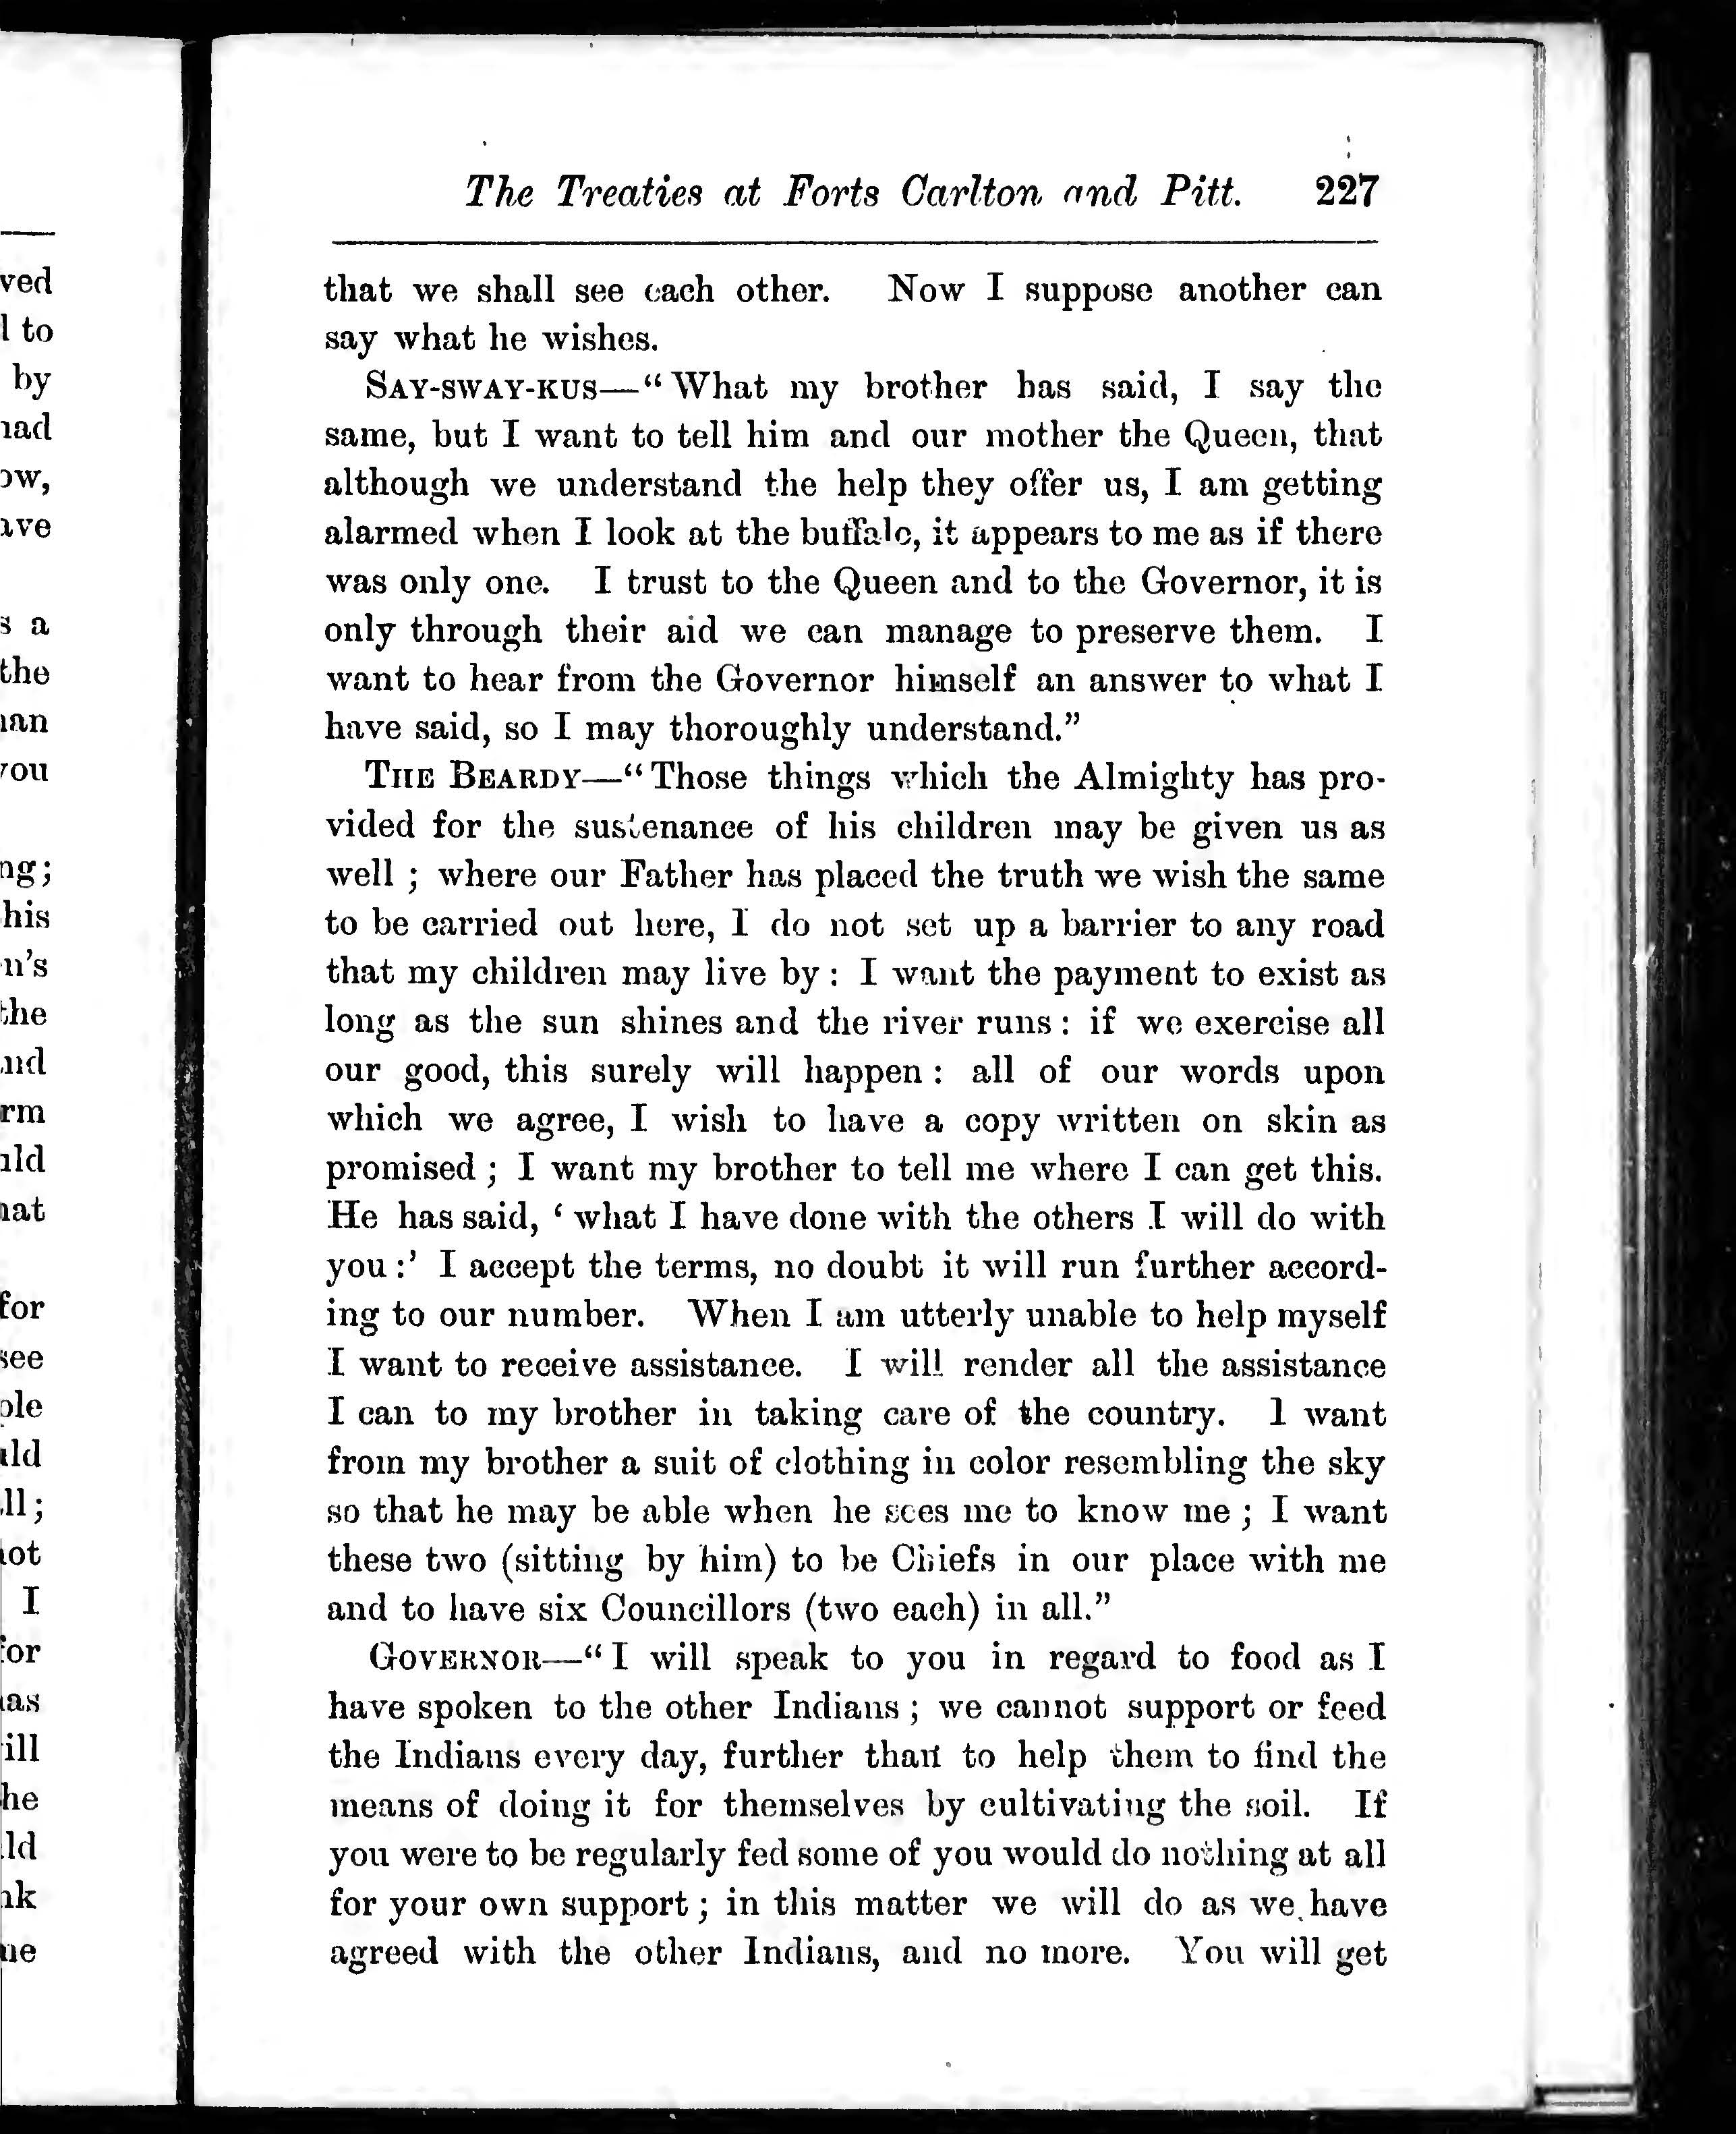 The Treaties at Forts Carlton and Pitt. 227
that we shall see each other. Now I suppose another can
say what he wishes.
SAY-SWAY-KUS—“What my brother has said, I say the
same, but I want to tell him and our mother the Queen, that
although we understand the help they offer us, I am getting
alarmed when I look at the buffalo, it appears to me as if there
was only one. I trust to the Queen and to the Governor, it is
only through their aid we can manage to preserve them. I
want to hear from the Governor himself an answer to what I
have said, so I may thoroughly understand.”
THE BEARDY—“Those things which the Almighty has pro-
vided for the sustenance of his children may be given us as
well ; where our Father has placed the truth we wish the same
to be carried out here, I do not set up a barrier to any road
that my children may live by : I want the payment to exist as
long as the sun shines and the river runs : if we exercise all
our good, this surely will happen : all of our words upon
which we agree, I wish to have a copy written on skin as
promised ; I want my brother to tell me where I can get this.
He has said, ‘ what I have done with the others I will do with
you :’ I accept the terms, no doubt it will run further accord-
ing to our number. When I am utterly unable to help myself
I want to receive assistance. I will render all the assistance
I can to my brother in taking care of the country. I want
from my brother a suit of clothing in color resembling the sky
so that he may be able when he sees me to know me ; I want
these two (sitting by him) to be Chiefs in our place with me
and to have six Councillors (two each) in all.”
GOVERNOR—“I will speak to you in regard to food as I
have spoken to the other Indians ; we cannot support or feed
the Indians every day, further than to help them to find the
means of doing it for themselves by cultivating the soil. If
you were to be regularly fed some of you would do nothing at all
for your own support ; in this matter we will do as we have
agreed with the other Indians, and no more. You will get